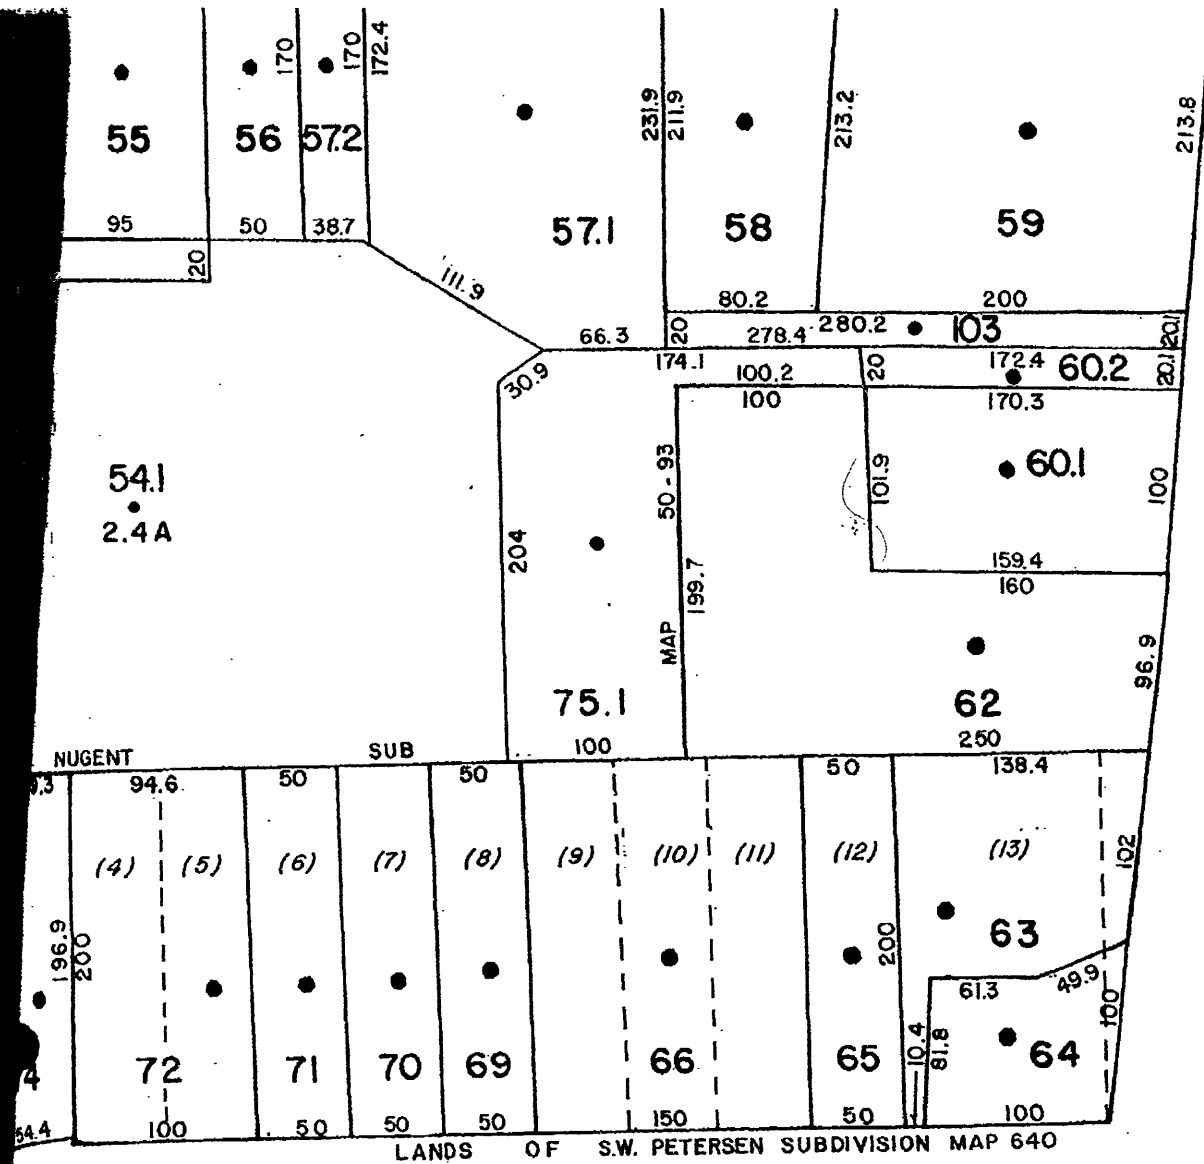 170 170 172.4
231.9 211.9 213.2 213.8
55 56 57.2
57.1 58 59
95 50 38.7
20
111.9
80.2 200
66.3 20 278.4 280.2 103 20.1
174.1 172.4
30.9 100.2 20 60.2 20.1
100 170.3
50-93 101.9 60.1 100
54.1
2.4 A
204
159.4
160
199.7
MAP 96.9
75.1 62
100 250
NUGENT SUB
94.6 50 50 50 138.4
(4) (5) (6) (7) (8) (9) (10) (11) (12) (13)
102
196.9 200 200 63
61.3 49.9
100
10.4 81.8
4 72 71 70 69 66 65 64
54.4 100 50 50 50 150 50 100
LANDS OF S.W. PETERSEN SUBDIVISION MAP 640